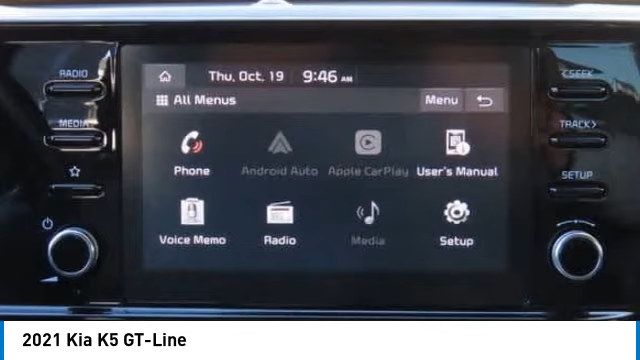 RADIO
MEDIA
Thu, Oct. 19 9:46 AM
All Menus
Menu
Phone
Android Auto
Apple CarPlay
User's Manual
Voice Memo
Radio
Media
Setup
<SEEK
TRACK>
SETUP
2021 Kia K5 GT-Line